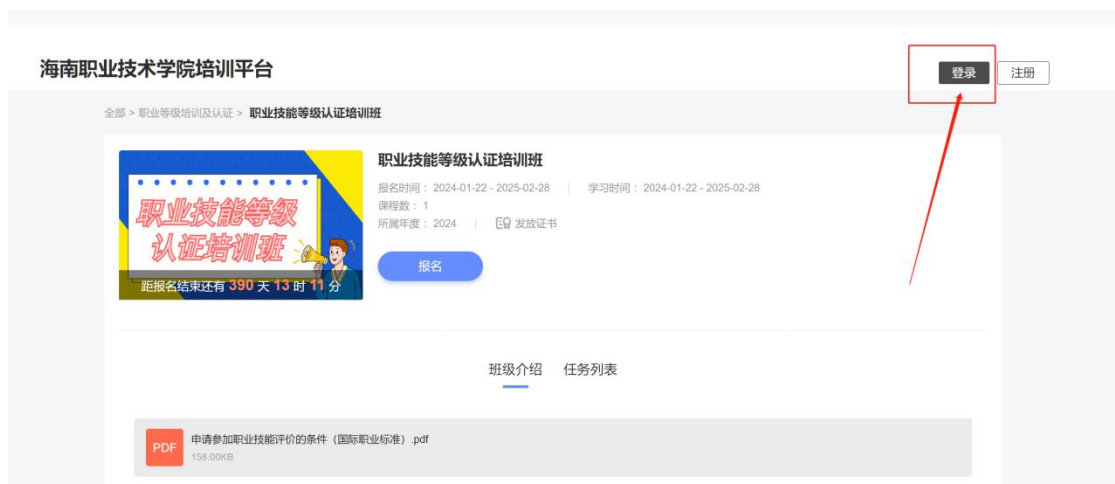 海南职业技术学院培训平台
登录 注册
全部 > 职业等级培训及认证 > 职业技能等级认证培训班
职业技能等级
认证培训班
距报名结束还有 390 天 13 时 11 分
职业技能等级认证培训班
报名时间： 2024-01-22 - 2025-02-28 | 学习时间： 2024-01-22 - 2025-02-28
课程数： 1
所属年度： 2024 | 发放证书
报名
班级介绍 任务列表
PDF
申请参加职业技能评价的条件（国际职业标准）.pdf
158.00KB